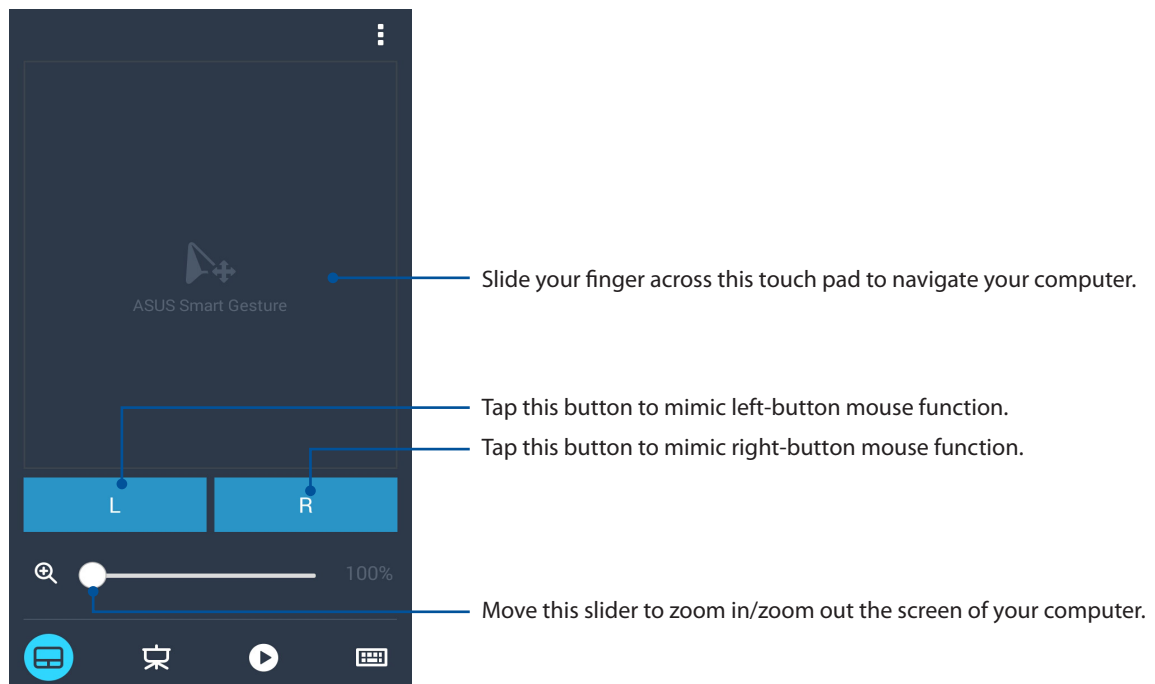 ASUS Smart Gesture
Slide your finger across this touch pad to navigate your computer.
Tap this button to mimic left-button mouse function.
Tap this button to mimic right-button mouse function.
L
R
100%
Move this slider to zoom in/zoom out the screen of your computer.